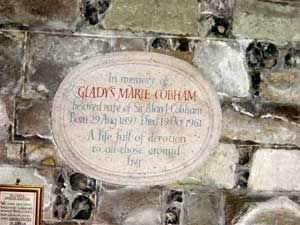 In memory of
GLADYS MARIE COBHAM
beloved wife of Sir Alan J. Cobham
Born 29 Aug 1897 Died 19 Oct 1961
A life full of devotion
to all those around
her